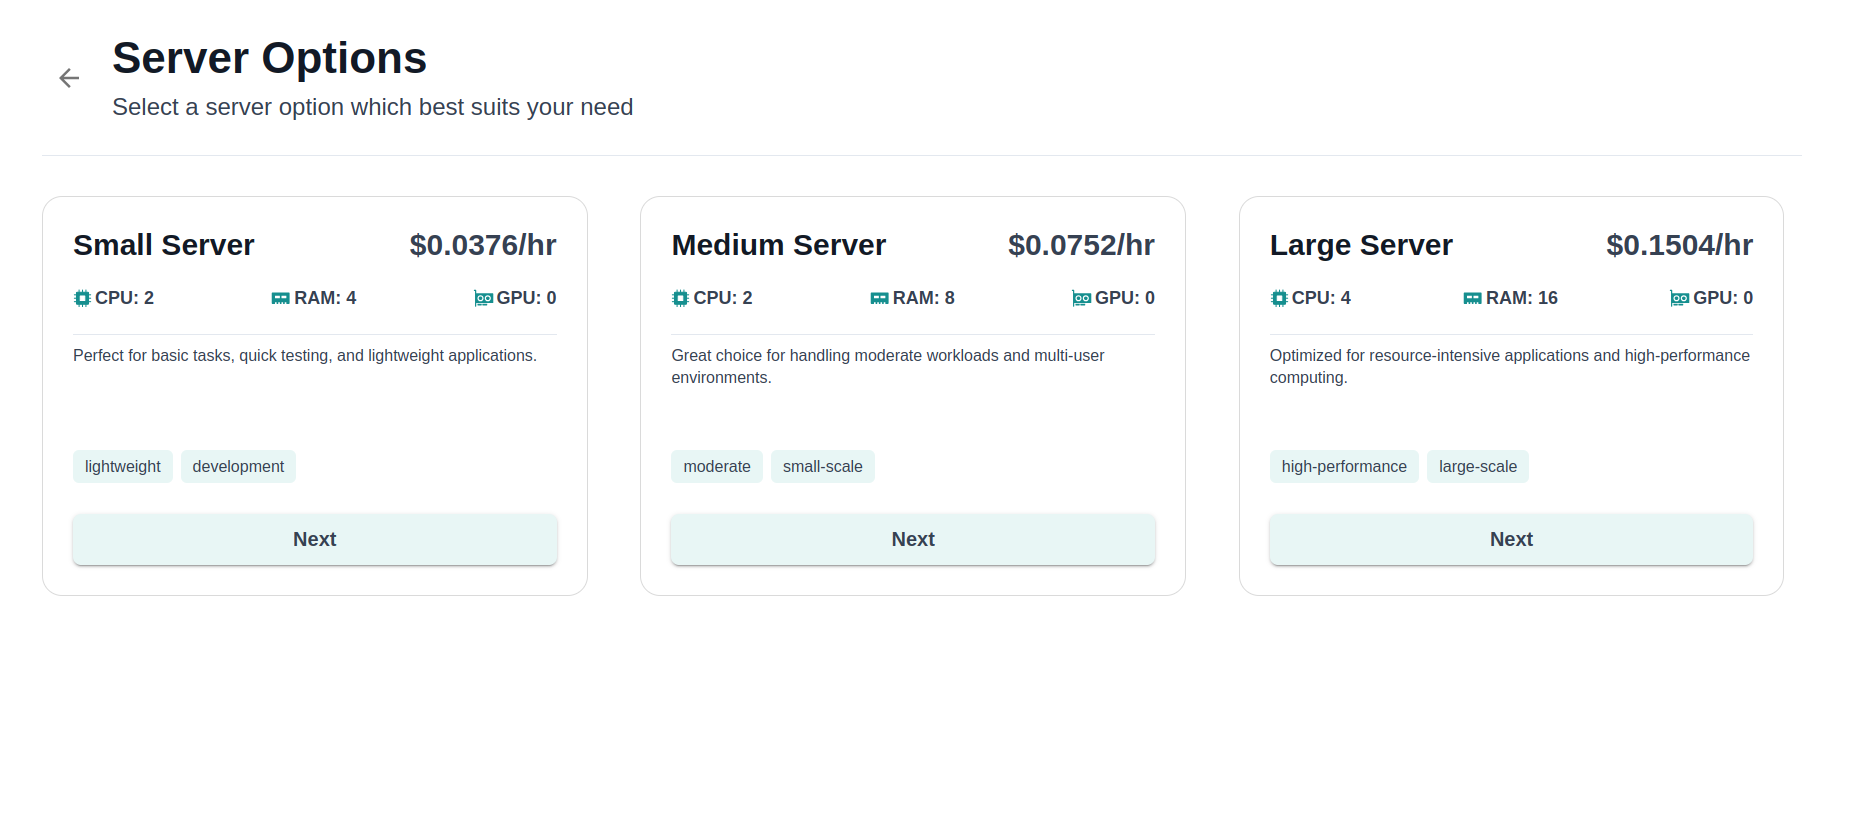 Server Options
Select a server option which best suits your need
Small Server $0.0376/hr
CPU: 2 RAM: 4 GPU: 0
Perfect for basic tasks, quick testing, and lightweight applications.
lightweight development
Next
Medium Server $0.0752/hr
CPU: 2 RAM: 8 GPU: 0
Great choice for handling moderate workloads and multi-user
environments.
moderate small-scale
Next
Large Server $0.1504/hr
CPU: 4 RAM: 16 GPU: 0
Optimized for resource-intensive applications and high-performance
computing.
high-performance large-scale
Next